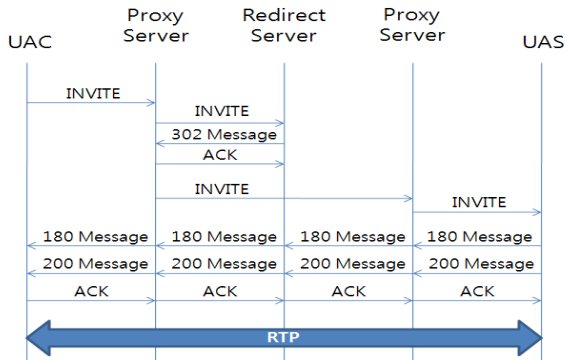 Proxy Server
Redirect Server
Proxy Server
UAC
UAS
INVITE
INVITE
302 Message
ACK
INVITE
INVITE
180 Message
180 Message
180 Message
180 Message
200 Message
200 Message
200 Message
200 Message
ACK
ACK
ACK
ACK
RTP